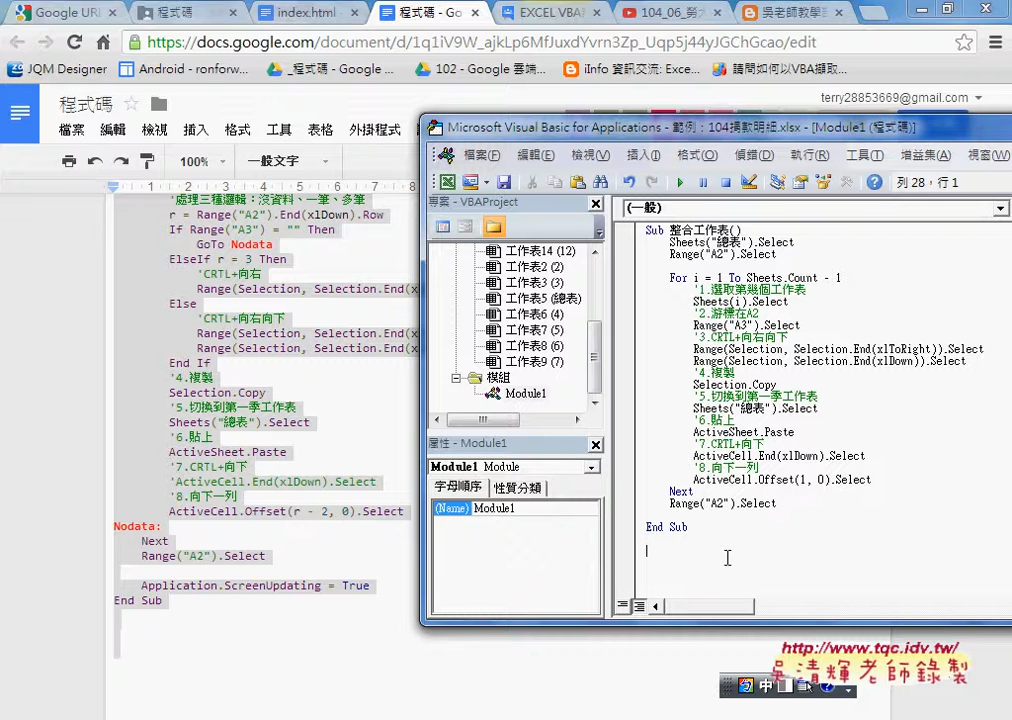 Google URL
程式碼
index.html
程式碼 - Go
EXCEL VBA
104_06_勞
吳老師教學
https://docs.google.com/document/d/1q1iV9W_ajkLp6MfJuxdYvrn3Zp_Uqp5j44yJGChGcao/edit
JQM Designer
Android - ronforw...
_程式碼 - Google ...
102 - Google 雲端...
iInfo 資訊交流: Exce...
請問如何以VBA擷取...
程式碼
terry28853669@gmail.com
檔案 編輯 檢視 插入 格式 工具 表格 外掛程式
100% 一般文字
1 2 3 4 5 6 7 8
'處理三種邏輯：沒資料、一筆、多筆
r = Range("A2").End(xlDown).Row
If Range("A3") = "" Then
GoTo Nodata
ElseIf r = 3 Then
'CRTL+向右
Range(Selection, Selection.End(x
Else
'CRTL+向右向下
Range(Selection, Selection.End(x
Range(Selection, Selection.End(x
End If
'4.複製
Selection.Copy
'5.切換到第一季工作表
Sheets("總表").Select
'6.貼上
ActiveSheet.Paste
'7.CRTL+向下
'ActiveCell.End(xlDown).Select
'8.向下一列
ActiveCell.Offset(r - 2, 0).Select
Nodata:
Next
Range("A2").Select
Application.ScreenUpdating = True
End Sub
Microsoft Visual Basic for Applications - 範例：104捐款明細.xlsx - [Module1 (程式碼)]
檔案(F) 編輯(E) 檢視(V) 插入(I) 格式(O) 偵錯(D) 執行(R) 工具(T) 增益集(A) 視窗(W)
列 28，行 1
專案 - VBAProject
工作表14 (12)
工作表2 (2)
工作表3 (3)
工作表5 (總表)
工作表6 (4)
工作表7 (5)
工作表8 (6)
工作表9 (7)
模組
Module1
屬性 - Module1
Module1 Module
字母順序 性質分類
(Name) Module1
(一般)
Sub 整合工作表()
Sheets("總表").Select
Range("A2").Select
For i = 1 To Sheets.Count - 1
'1.選取第幾個工作表
Sheets(i).Select
'2.游標在A2
Range("A3").Select
'3.CRTL+向右向下
Range(Selection, Selection.End(xlToRight)).Select
Range(Selection, Selection.End(xlDown)).Select
'4.複製
Selection.Copy
'5.切換到第一季工作表
Sheets("總表").Select
'6.貼上
ActiveSheet.Paste
'7.CRTL+向下
ActiveCell.End(xlDown).Select
'8.向下一列
ActiveCell.Offset(1, 0).Select
Next
Range("A2").Select
End Sub
http://www.tqc.idv.tw/
吳清輝老師錄製
中